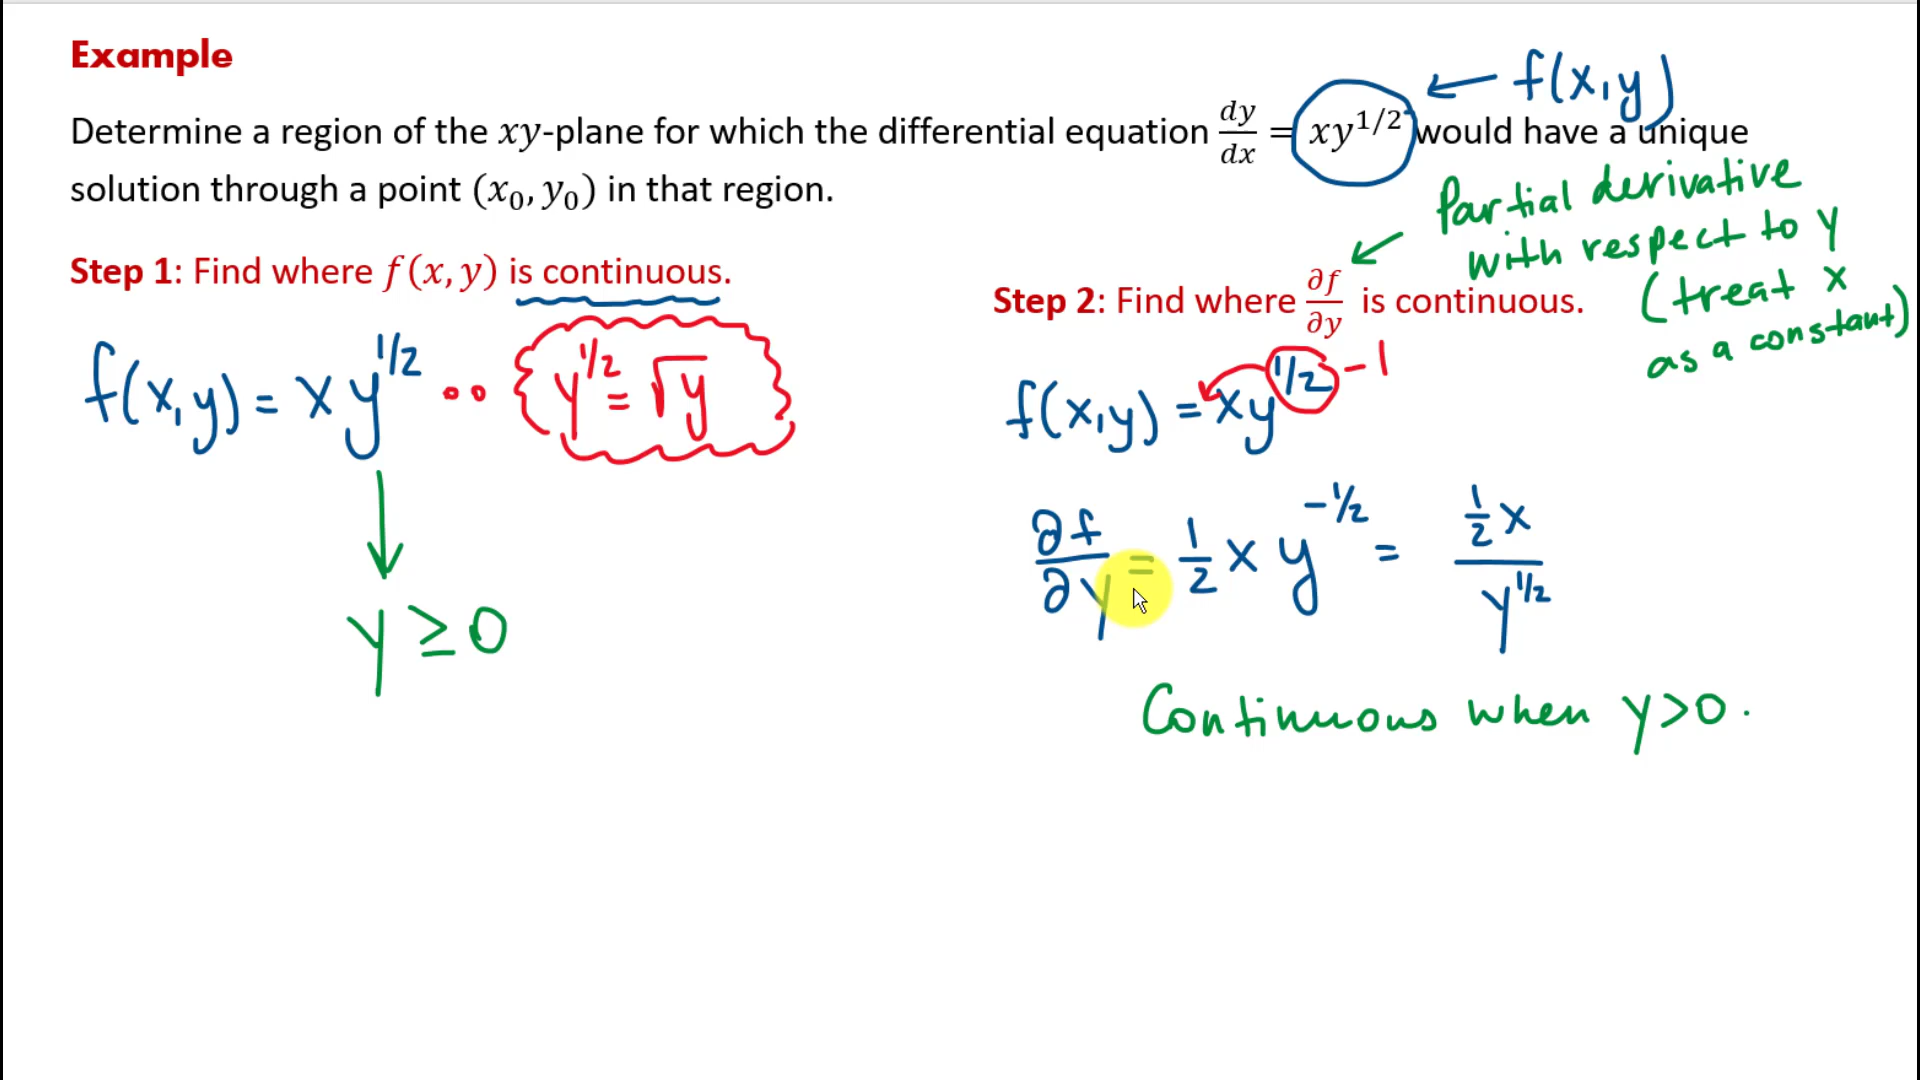 Example
Determine a region of the xy-plane for which the differential equation dy/dx = xy^{1/2} would have a unique
solution through a point (x₀, y₀) in that region.
← f(x,y)
Step 1: Find where f(x, y) is continuous.
f(x,y) = x y^{1/2} .. { y^{1/2} = √y }
y ≥ 0
Partial derivative
with respect to y
(treat x
as a constant)
Step 2: Find where ∂f/∂y is continuous.
f(x,y) = xy^{1/2 - 1}
∂f/∂y = 1/2 x y^{-1/2} = (1/2 x)/(y^{1/2})
Continuous when y>0.